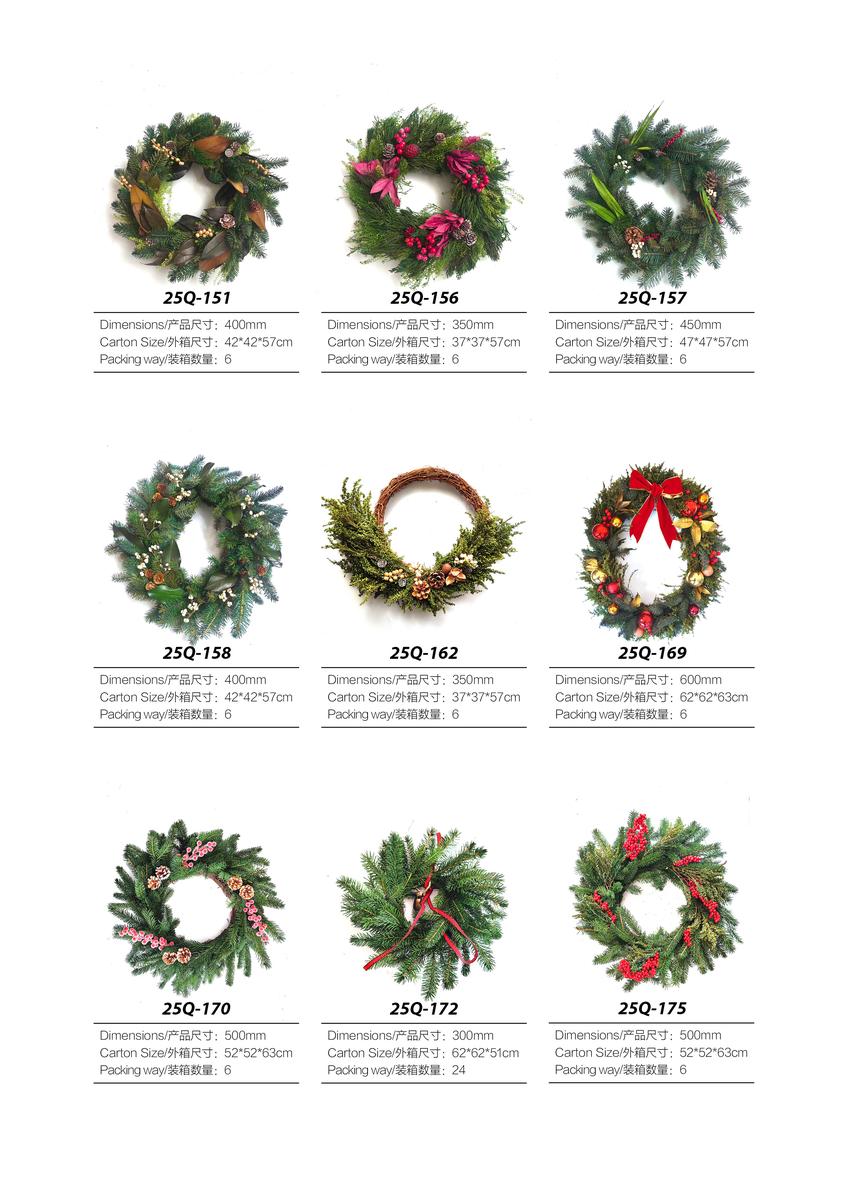 25Q-151
Dimensions/产品尺寸：400mm
Carton Size/外箱尺寸：42*42*57cm
Packing way/装箱数量：6
25Q-156
Dimensions/产品尺寸：350mm
Carton Size/外箱尺寸：37*37*57cm
Packing way/装箱数量：6
25Q-157
Dimensions/产品尺寸：450mm
Carton Size/外箱尺寸：47*47*57cm
Packing way/装箱数量：6
25Q-158
Dimensions/产品尺寸：400mm
Carton Size/外箱尺寸：42*42*57cm
Packing way/装箱数量：6
25Q-162
Dimensions/产品尺寸：350mm
Carton Size/外箱尺寸：37*37*57cm
Packing way/装箱数量：6
25Q-169
Dimensions/产品尺寸：600mm
Carton Size/外箱尺寸：62*62*63cm
Packing way/装箱数量：6
25Q-170
Dimensions/产品尺寸：500mm
Carton Size/外箱尺寸：52*52*63cm
Packing way/装箱数量：6
25Q-172
Dimensions/产品尺寸：300mm
Carton Size/外箱尺寸：62*62*51cm
Packing way/装箱数量：24
25Q-175
Dimensions/产品尺寸：500mm
Carton Size/外箱尺寸：52*52*63cm
Packing way/装箱数量：6